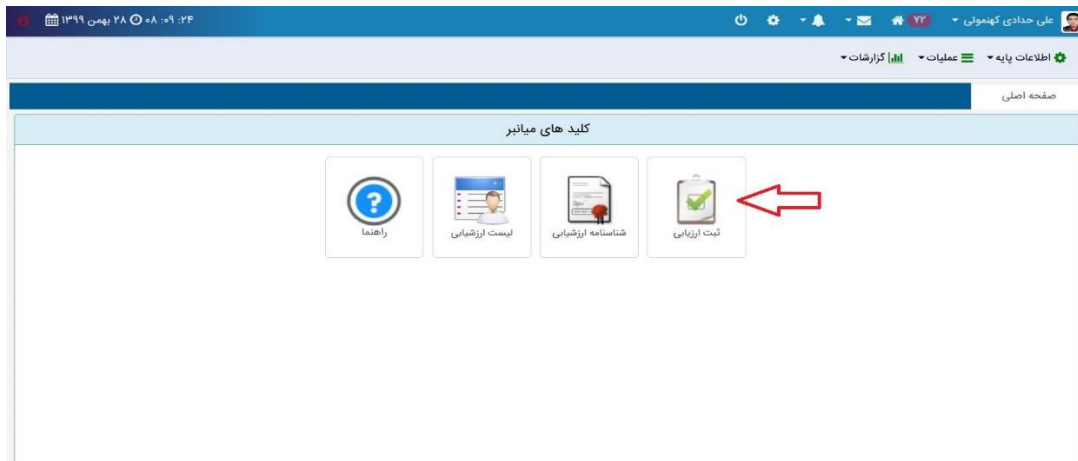 علی حدادی کهنمولی ۷۲ ۰۸ :۰۹ :۲۴ ۲۸ بهمن ۱۳۹۹
اطلاعات پایه عملیات گزارشات
صفحه اصلی
کلید های میانبر
ثبت ارزیابی شناسنامه ارزشیابی لیست ارزشیابی راهنما